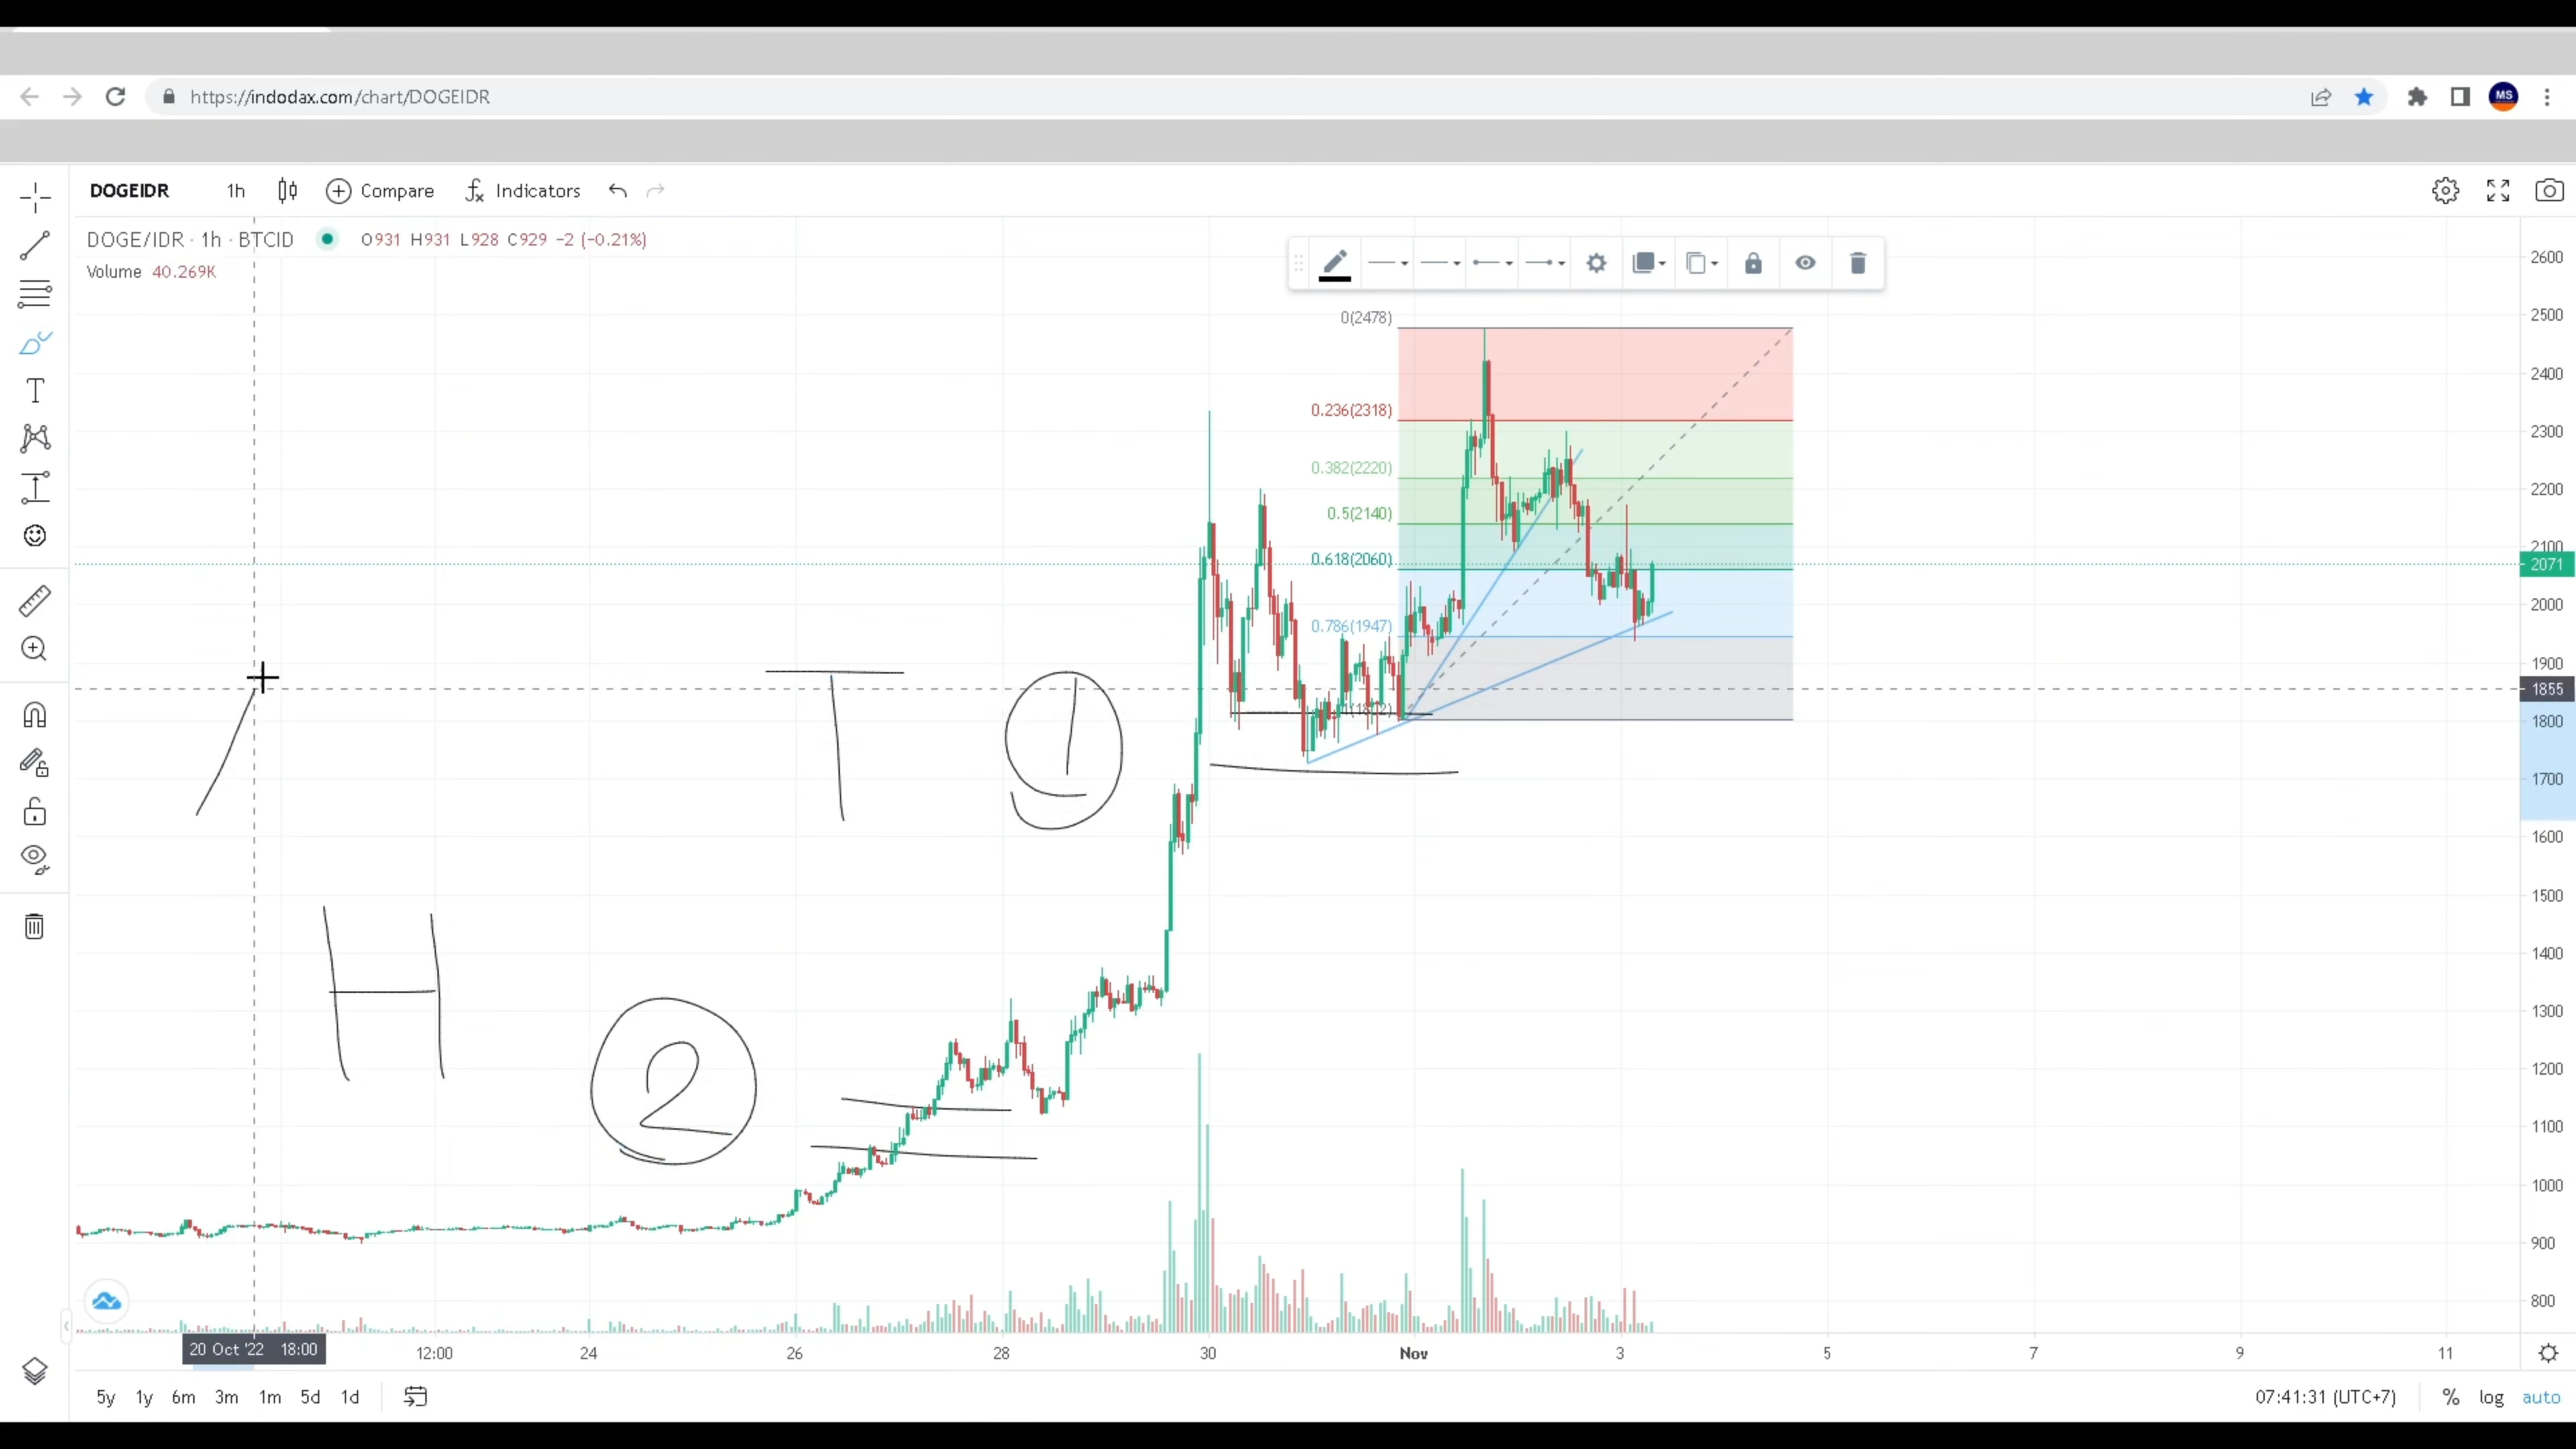 https://indodax.com/chart/DOGEIDR
MS
DOGEIDR 1h Compare Indicators
DOGE/IDR · 1h · BTCID O931 H931 L928 C929 −2 (−0.21%)
Volume 40.269K
T
0(2478)
0.236(2318)
0.382(2220)
0.5(2140)
0.618(2060)
0.786(1947)
2600
2500
2400
2300
2200
2100
2071
2000
1900
1855
1800
1700
1600
1500
1400
1300
1200
1100
1000
900
800
T 1
H
2
20 Oct '22 18:00 12:00 24 26 28 30 Nov 3 5 7 9 11
5y 1y 6m 3m 1m 5d 1d 07:41:31 (UTC+7) % log auto